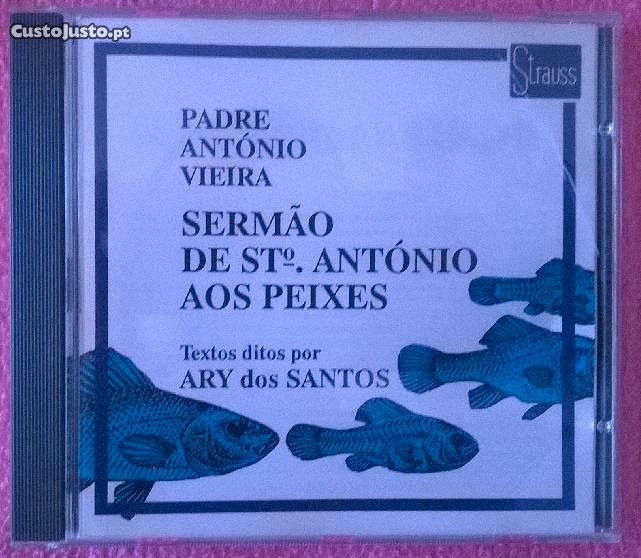 CustoJusto.pt
Strauss
PADRE
ANTÓNIO
VIEIRA
SERMÃO
DE STº. ANTÓNIO
AOS PEIXES
Textos ditos por
ARY dos SANTOS